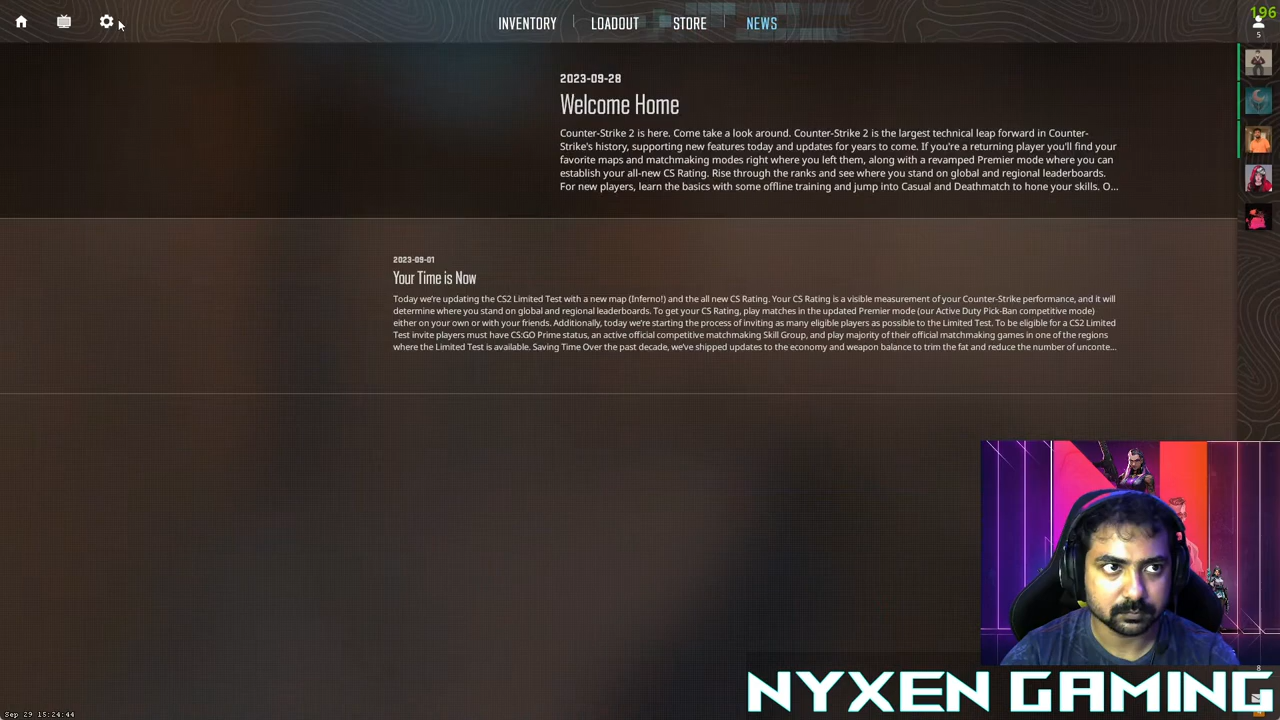 INVENTORY LOADOUT STORE NEWS
196
5
2023-09-28
Welcome Home
Counter-Strike 2 is here. Come take a look around. Counter-Strike 2 is the largest technical leap forward in Counter-
Strike's history, supporting new features today and updates for years to come. If you're a returning player you'll find your
favorite maps and matchmaking modes right where you left them, along with a revamped Premier mode where you can
establish your all-new CS Rating. Rise through the ranks and see where you stand on global and regional leaderboards.
For new players, learn the basics with some offline training and jump into Casual and Deathmatch to hone your skills. O...
2023-09-01
Your Time is Now
Today we're updating the CS2 Limited Test with a new map (Inferno!) and the all new CS Rating. Your CS Rating is a visible measurement of your Counter-Strike performance, and it will
determine where you stand on global and regional leaderboards. To get your CS Rating, play matches in the updated Premier mode (our Active Duty Pick-Ban competitive mode)
either on your own or with your friends. Additionally, today we're starting the process of inviting as many eligible players as possible to the Limited Test. To be eligible for a CS2 Limited
Test invite players must have CS:GO Prime status, an active official competitive matchmaking Skill Group, and play majority of their official matchmaking games in one of the regions
where the Limited Test is available. Saving Time Over the past decade, we've shipped updates to the economy and weapon balance to trim the fat and reduce the number of unconte...
8
NYXEN GAMING
Sep 29 15:24:44